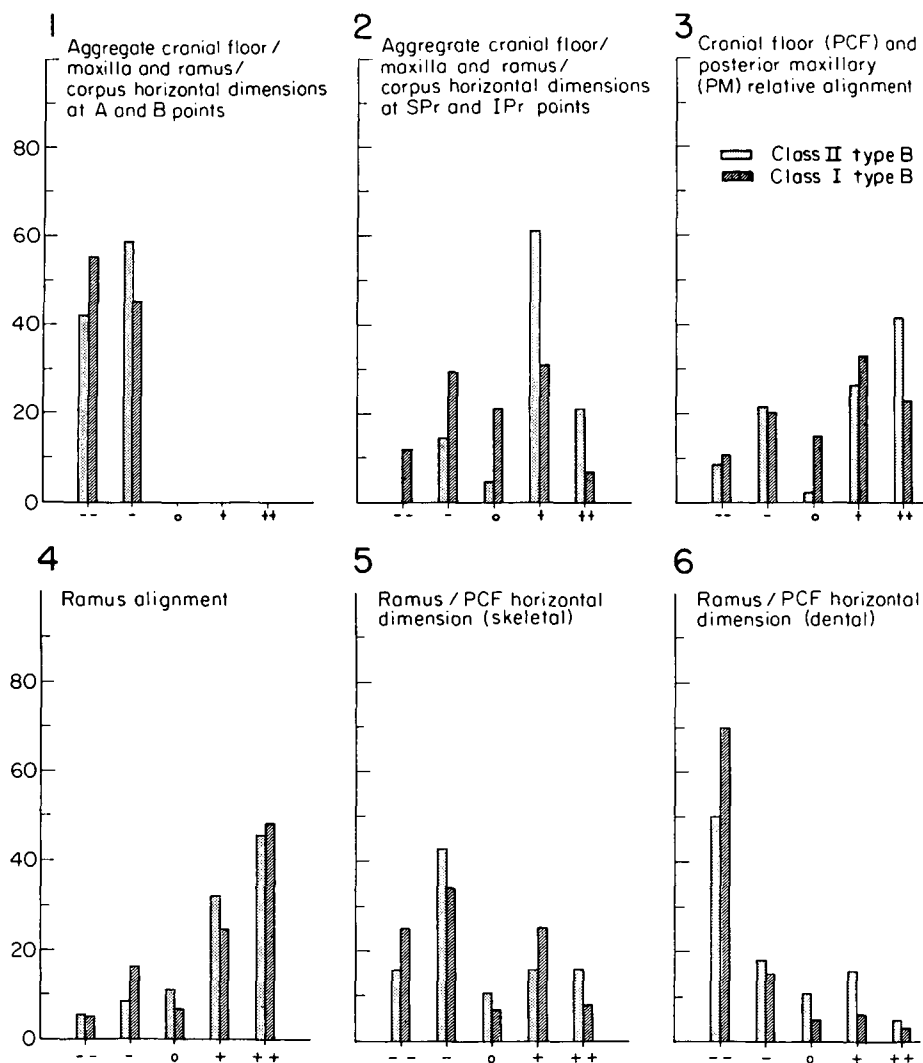 1
Aggregate cranial floor/
maxilla and ramus/
corpus horizontal dimensions
at A and B points
80
60
40
20
0
-- - o + ++
2
Aggregrate cranial floor/
maxilla and ramus/
corpus horizontal dimensions
at SPr and IPr points
-- - o + ++
3
Cranial floor (PCF) and
posterior maxillary
(PM) relative alignment
Class II type B
Class I type B
-- - o + ++
4
Ramus alignment
80
60
40
20
0
-- - o + ++
5
Ramus / PCF horizontal
dimension (skeletal)
-- - o + ++
6
Ramus / PCF horizontal
dimension (dental)
-- - o + ++